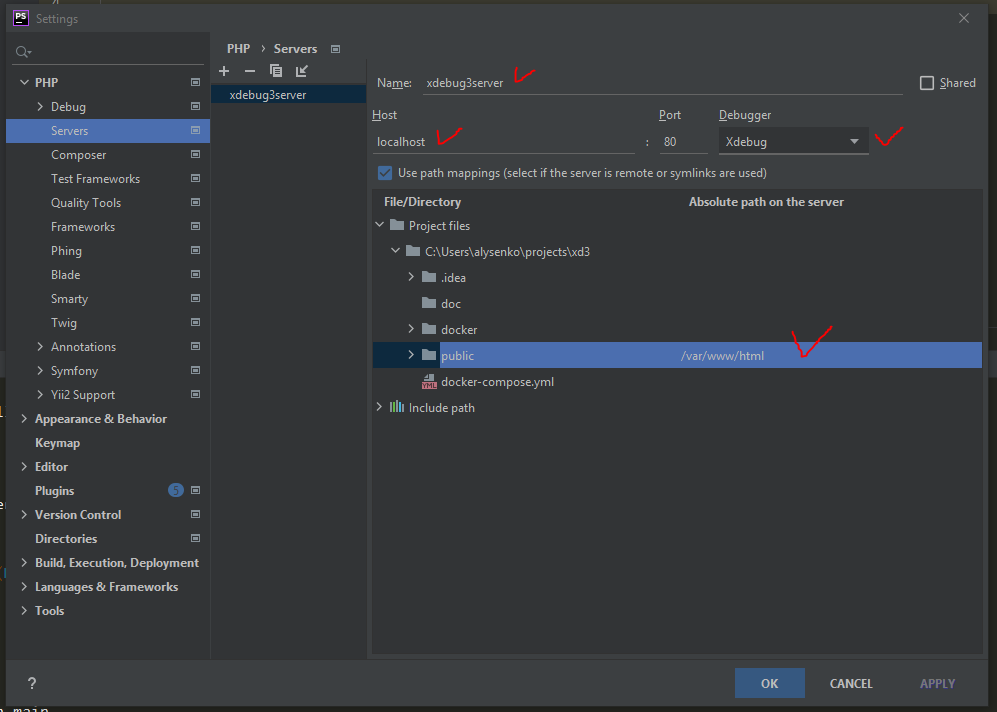 PS Settings
PHP
Debug
Servers
Composer
Test Frameworks
Quality Tools
Frameworks
Phing
Blade
Smarty
Twig
Annotations
Symfony
Yii2 Support
Appearance & Behavior
Keymap
Editor
Plugins 5
Version Control
Directories
Build, Execution, Deployment
Languages & Frameworks
Tools
PHP › Servers
xdebug3server
Name: xdebug3server Shared
Host Port Debugger
localhost : 80 Xdebug
Use path mappings (select if the server is remote or symlinks are used)
File/Directory Absolute path on the server
Project files
C:\Users\alysenko\projects\xd3
.idea
doc
docker
public /var/www/html
docker-compose.yml
Include path
? OK CANCEL APPLY
main